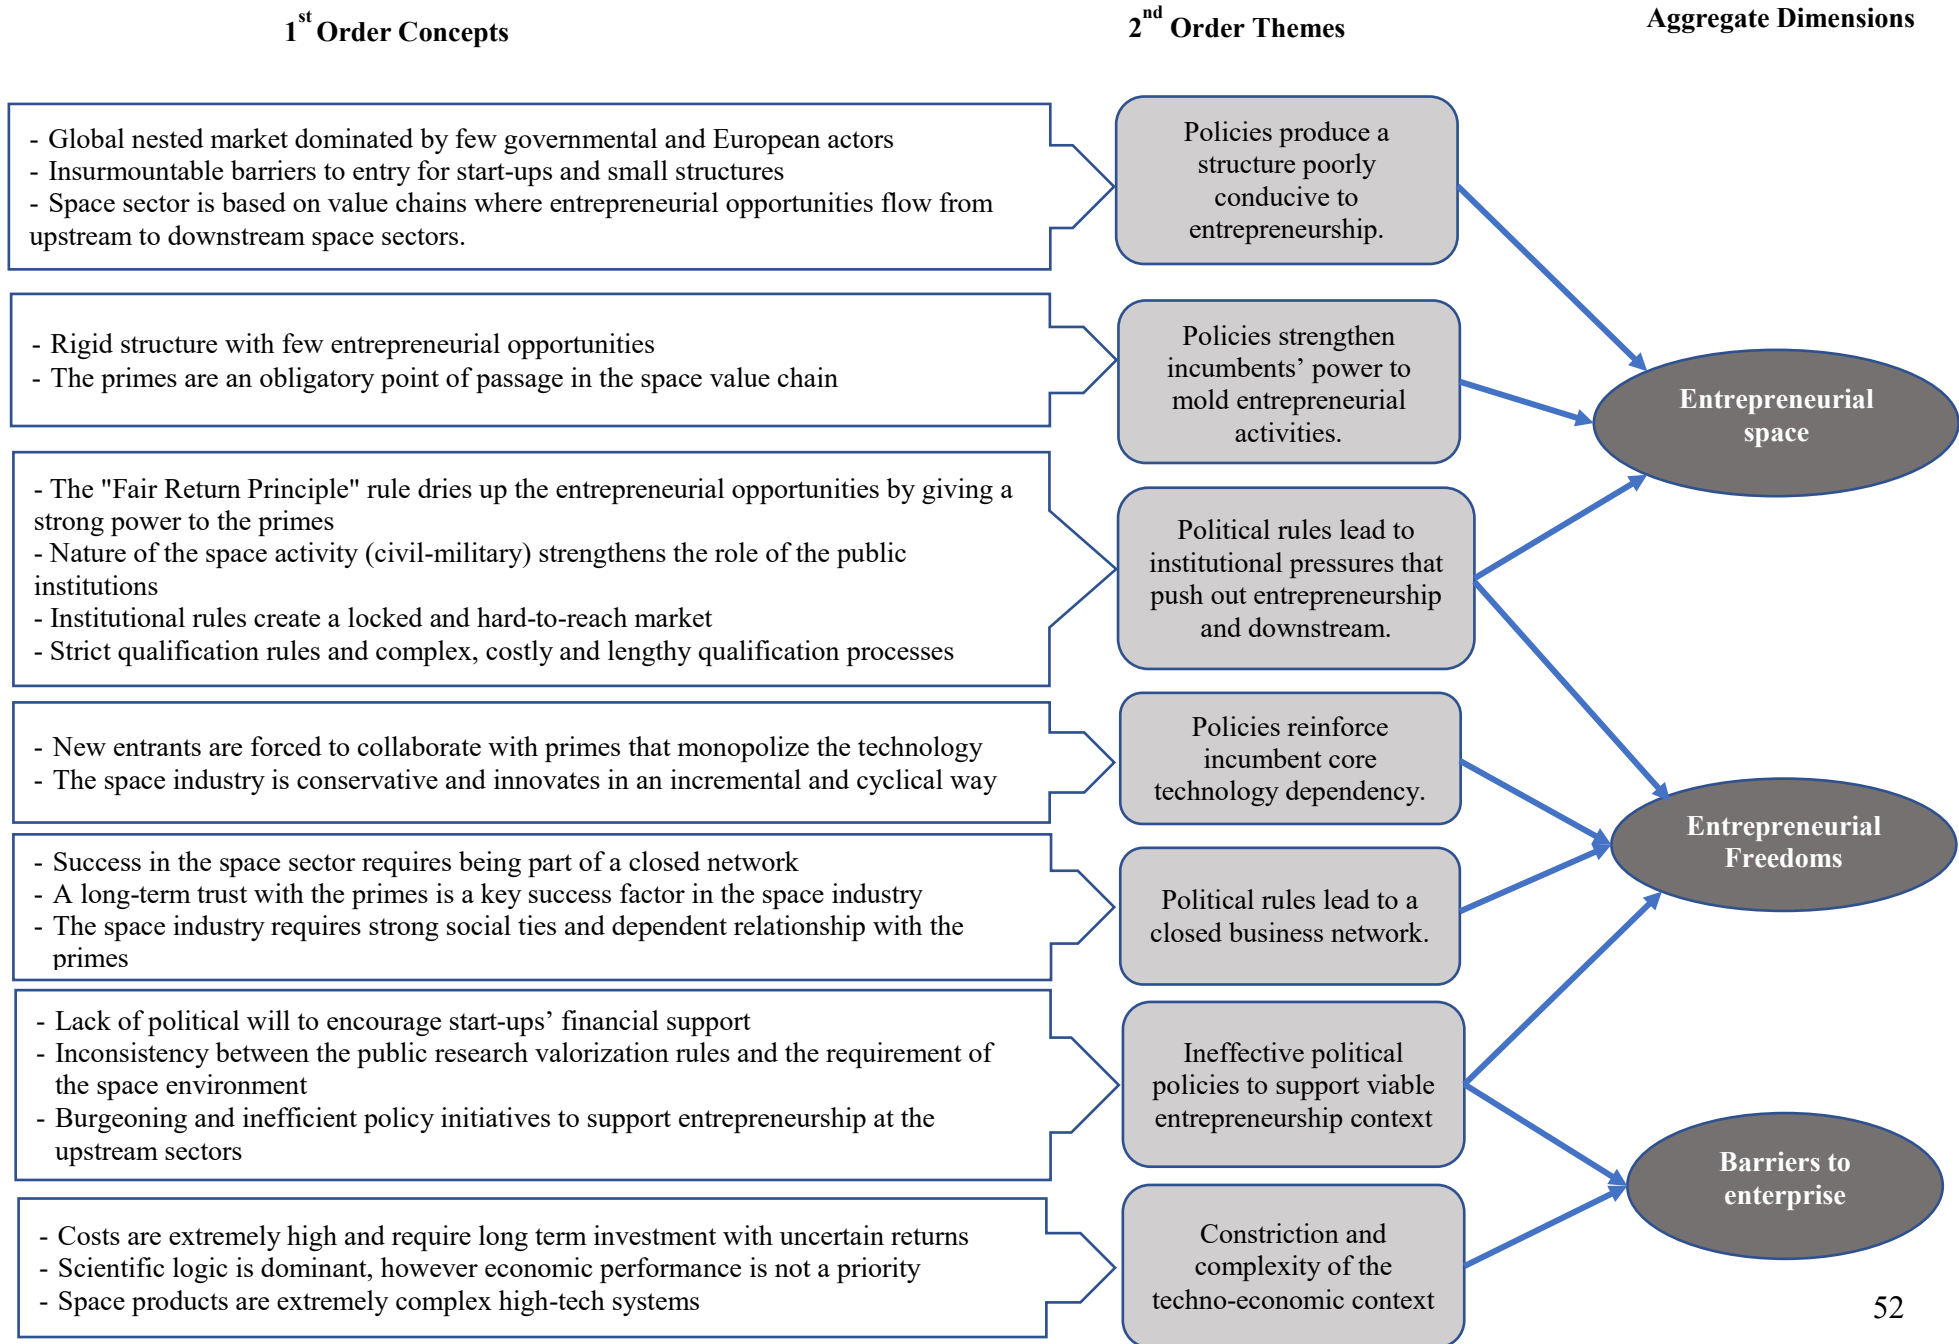 1st Order Concepts
2nd Order Themes
Aggregate Dimensions
- Global nested market dominated by few governmental and European actors
- Insurmountable barriers to entry for start-ups and small structures
- Space sector is based on value chains where entrepreneurial opportunities flow from
upstream to downstream space sectors.
Policies produce a
structure poorly
conducive to
entrepreneurship.
- Rigid structure with few entrepreneurial opportunities
- The primes are an obligatory point of passage in the space value chain
Policies strengthen
incumbents’ power to
mold entrepreneurial
activities.
Entrepreneurial
space
- The "Fair Return Principle" rule dries up the entrepreneurial opportunities by giving a
strong power to the primes
- Nature of the space activity (civil-military) strengthens the role of the public
institutions
- Institutional rules create a locked and hard-to-reach market
- Strict qualification rules and complex, costly and lengthy qualification processes
Political rules lead to
institutional pressures that
push out entrepreneurship
and downstream.
- New entrants are forced to collaborate with primes that monopolize the technology
- The space industry is conservative and innovates in an incremental and cyclical way
Policies reinforce
incumbent core
technology dependency.
Entrepreneurial
Freedoms
- Success in the space sector requires being part of a closed network
- A long-term trust with the primes is a key success factor in the space industry
- The space industry requires strong social ties and dependent relationship with the
primes
Political rules lead to a
closed business network.
- Lack of political will to encourage start-ups’ financial support
- Inconsistency between the public research valorization rules and the requirement of
the space environment
- Burgeoning and inefficient policy initiatives to support entrepreneurship at the
upstream sectors
Ineffective political
policies to support viable
entrepreneurship context
Barriers to
enterprise
- Costs are extremely high and require long term investment with uncertain returns
- Scientific logic is dominant, however economic performance is not a priority
- Space products are extremely complex high-tech systems
Constriction and
complexity of the
techno-economic context
52